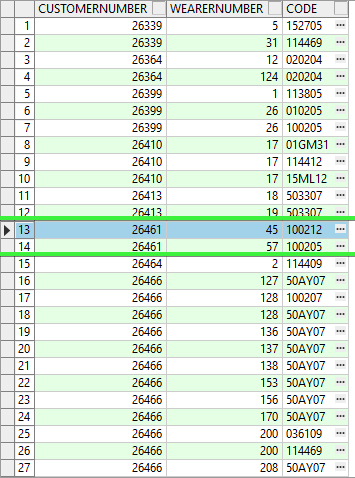 CUSTOMERNUMBER WEARERNUMBER CODE
1 26339 5 152705 ...
2 26339 31 114469 ...
3 26364 12 020204 ...
4 26364 124 020204 ...
5 26399 1 113805 ...
6 26399 26 010205 ...
7 26399 26 100205 ...
8 26410 17 01GM31 ...
9 26410 17 114412 ...
10 26410 17 15ML12 ...
11 26413 18 503307 ...
12 26413 19 503307 ...
13 26461 45 100212 ...
14 26461 57 100205 ...
15 26464 2 114409 ...
16 26466 127 50AY07 ...
17 26466 128 100207 ...
18 26466 128 50AY07 ...
19 26466 136 50AY07 ...
20 26466 137 50AY07 ...
21 26466 138 50AY07 ...
22 26466 153 50AY07 ...
23 26466 156 50AY07 ...
24 26466 170 50AY07 ...
25 26466 200 036109 ...
26 26466 200 114469 ...
27 26466 208 50AY07 ...